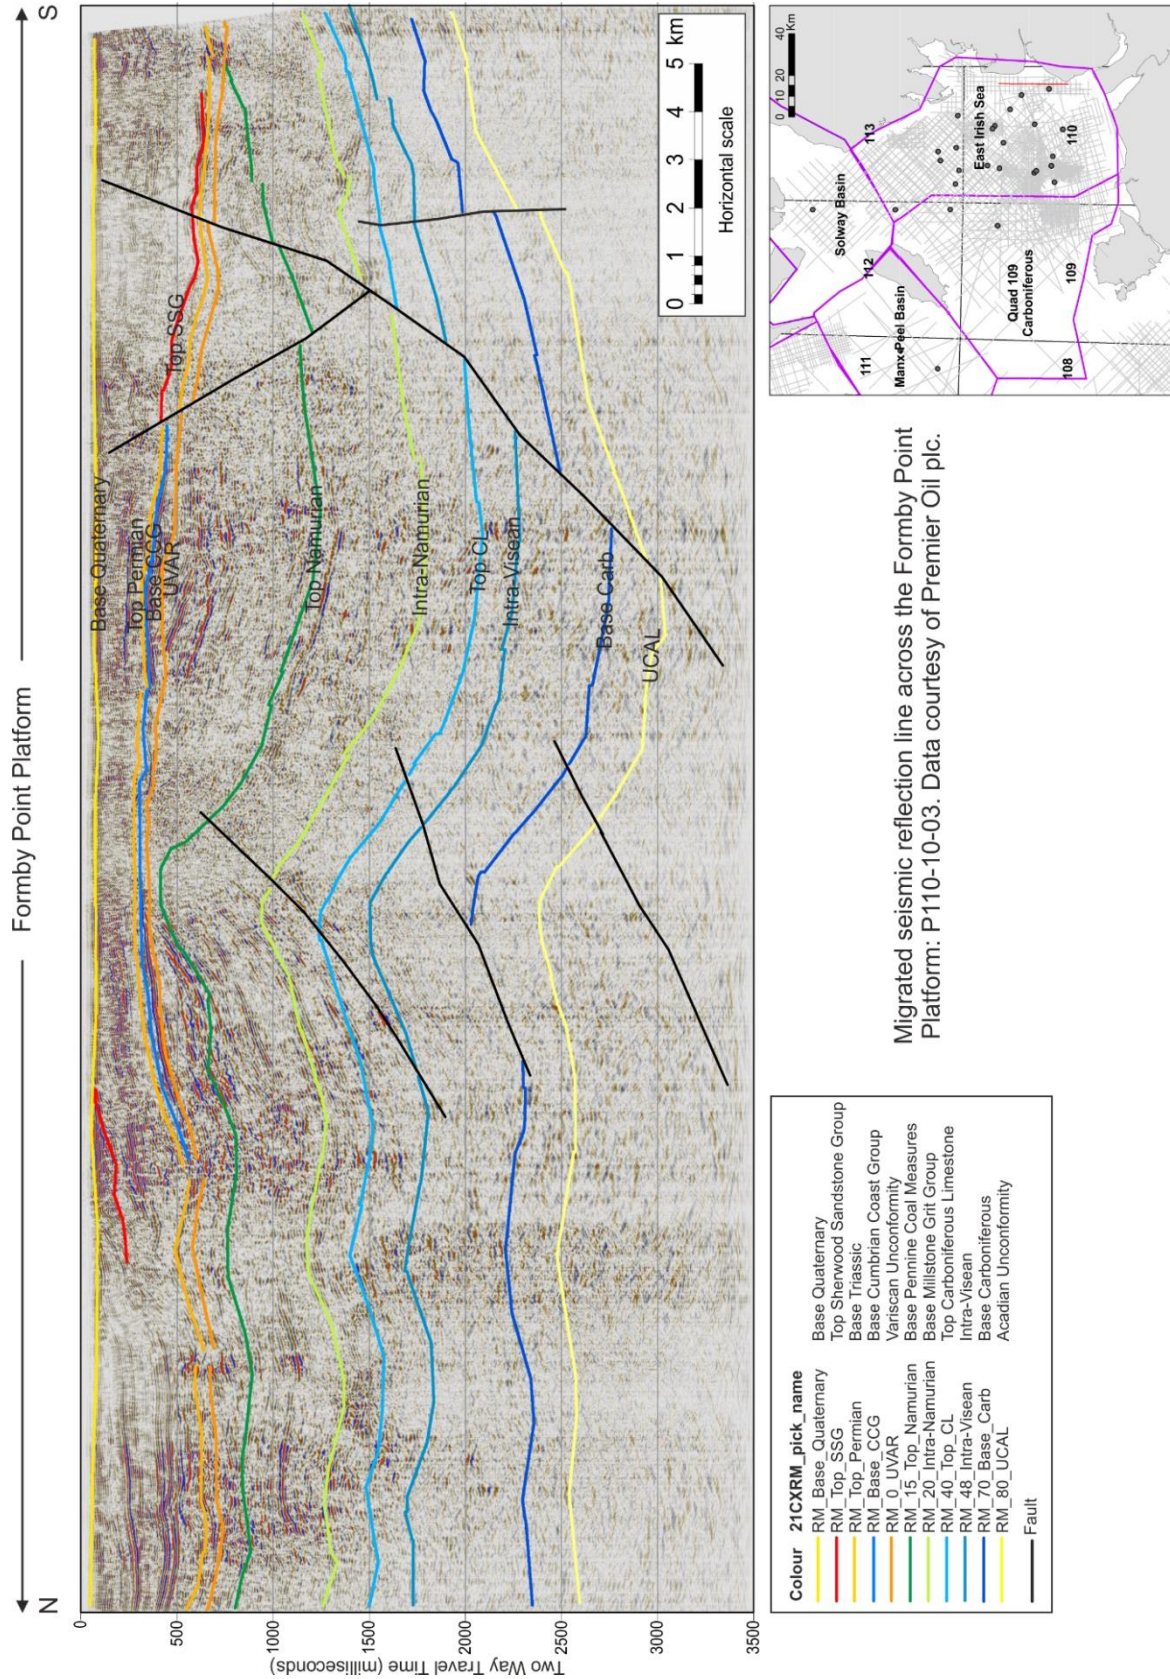 Formby Point Platform
N
S
0
500
1000
1500
2000
2500
3000
3500
Two Way Travel Time (milliseconds)
Base Quaternary
Top Permian
Base CCG
UVAR
Top SSG
Top Namurian
Intra-Namurian
Top CL
Intra-Visean
Base Carb
UCAL
0 1 2 3 4 5 km
Horizontal scale
Colour 21CXRM_pick_name
RM_Base_Quaternary Base Quaternary
RM_Top_SSG Top Sherwood Sandstone Group
RM_Top_Permian Base Triassic
RM_Base_CCG Base Cumbrian Coast Group
RM_0_UVAR Variscan Unconformity
RM_15_Top_Namurian Base Pennine Coal Measures
RM_20_Intra-Namurian Base Millstone Grit Group
RM_40_Top_CL Top Carboniferous Limestone
RM_48_Intra-Visean Intra-Visean
RM_70_Base_Carb Base Carboniferous
RM_80_UCAL Acadian Unconformity
Fault
Migrated seismic reflection line across the Formby Point
Platform: P110-10-03. Data courtesy of Premier Oil plc.
0 10 20 40
Km
111
112
113
Solway Basin
Manx-Peel Basin
East Irish Sea
Quad 109
Carboniferous
108
109
110